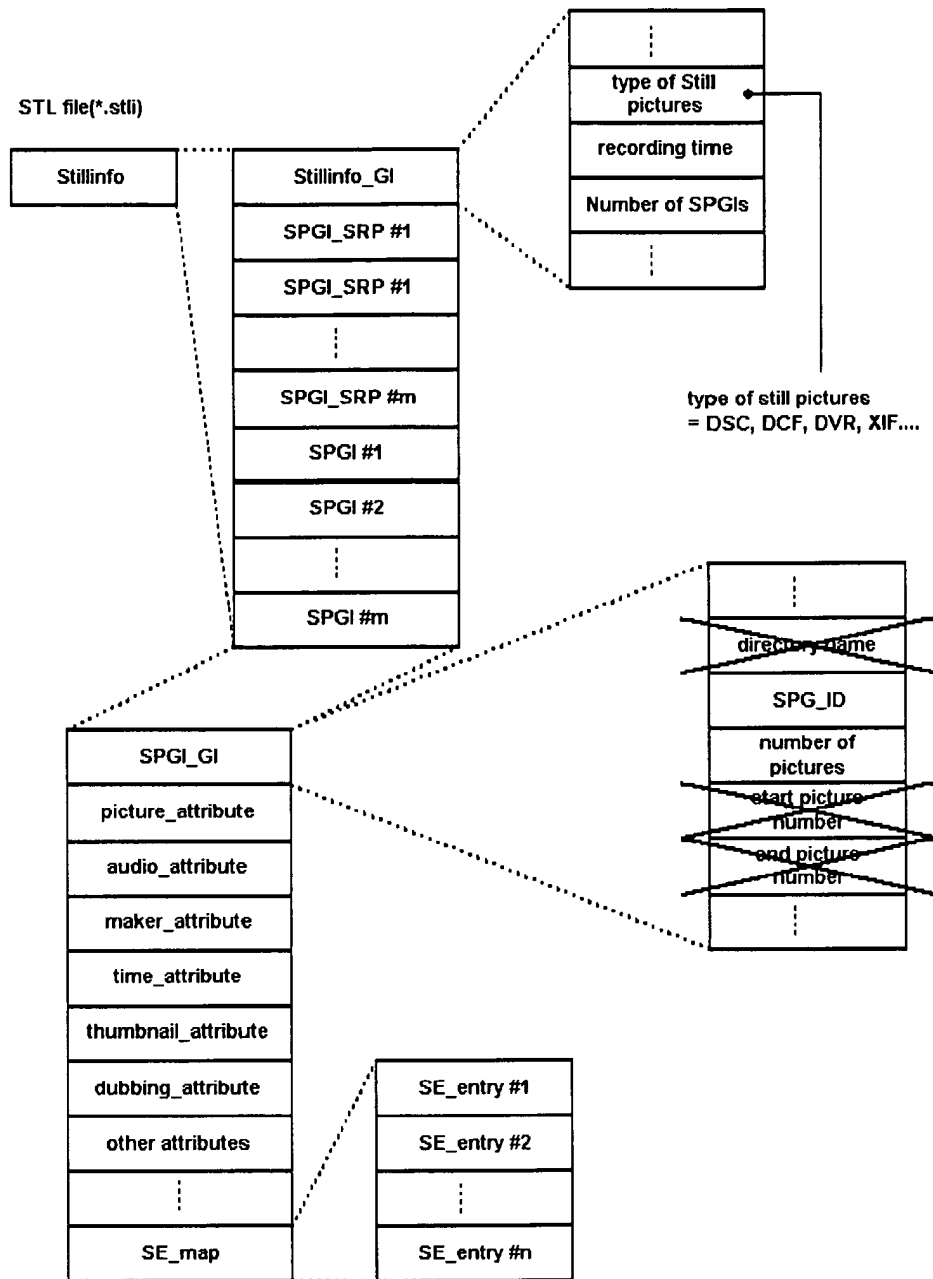 STL file(*.stli)
Stillinfo
Stillinfo_GI
SPGI_SRP #1
SPGI_SRP #1
SPGI_SRP #m
SPGI #1
SPGI #2
SPGI #m
type of Still
pictures
recording time
Number of SPGIs
type of still pictures
= DSC, DCF, DVR, XIF....
directory name
SPG_ID
number of
pictures
start picture
number
end picture
number
SPGI_GI
picture_attribute
audio_attribute
maker_attribute
time_attribute
thumbnail_attribute
dubbing_attribute
other attributes
SE_map
SE_entry #1
SE_entry #2
SE_entry #n